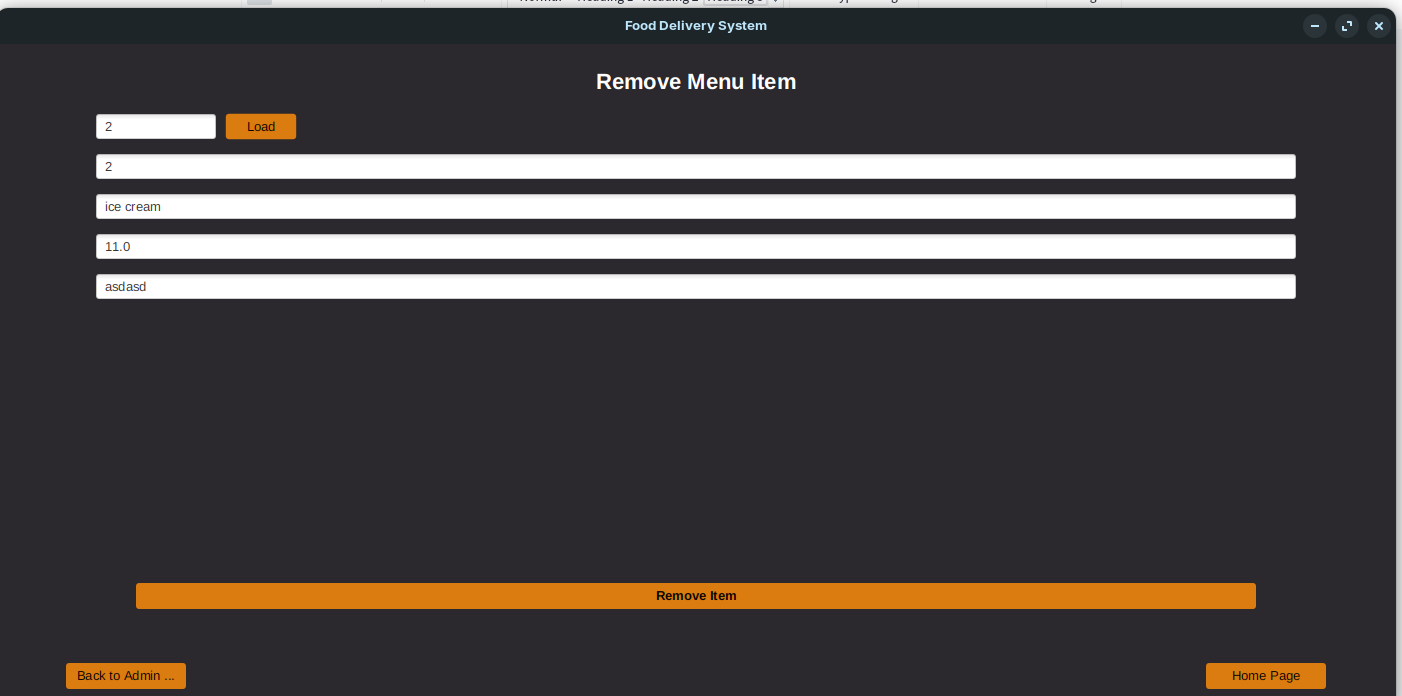 Food Delivery System
Remove Menu Item
2
Load
2
ice cream
11.0
asdasd
Remove Item
Back to Admin ...
Home Page